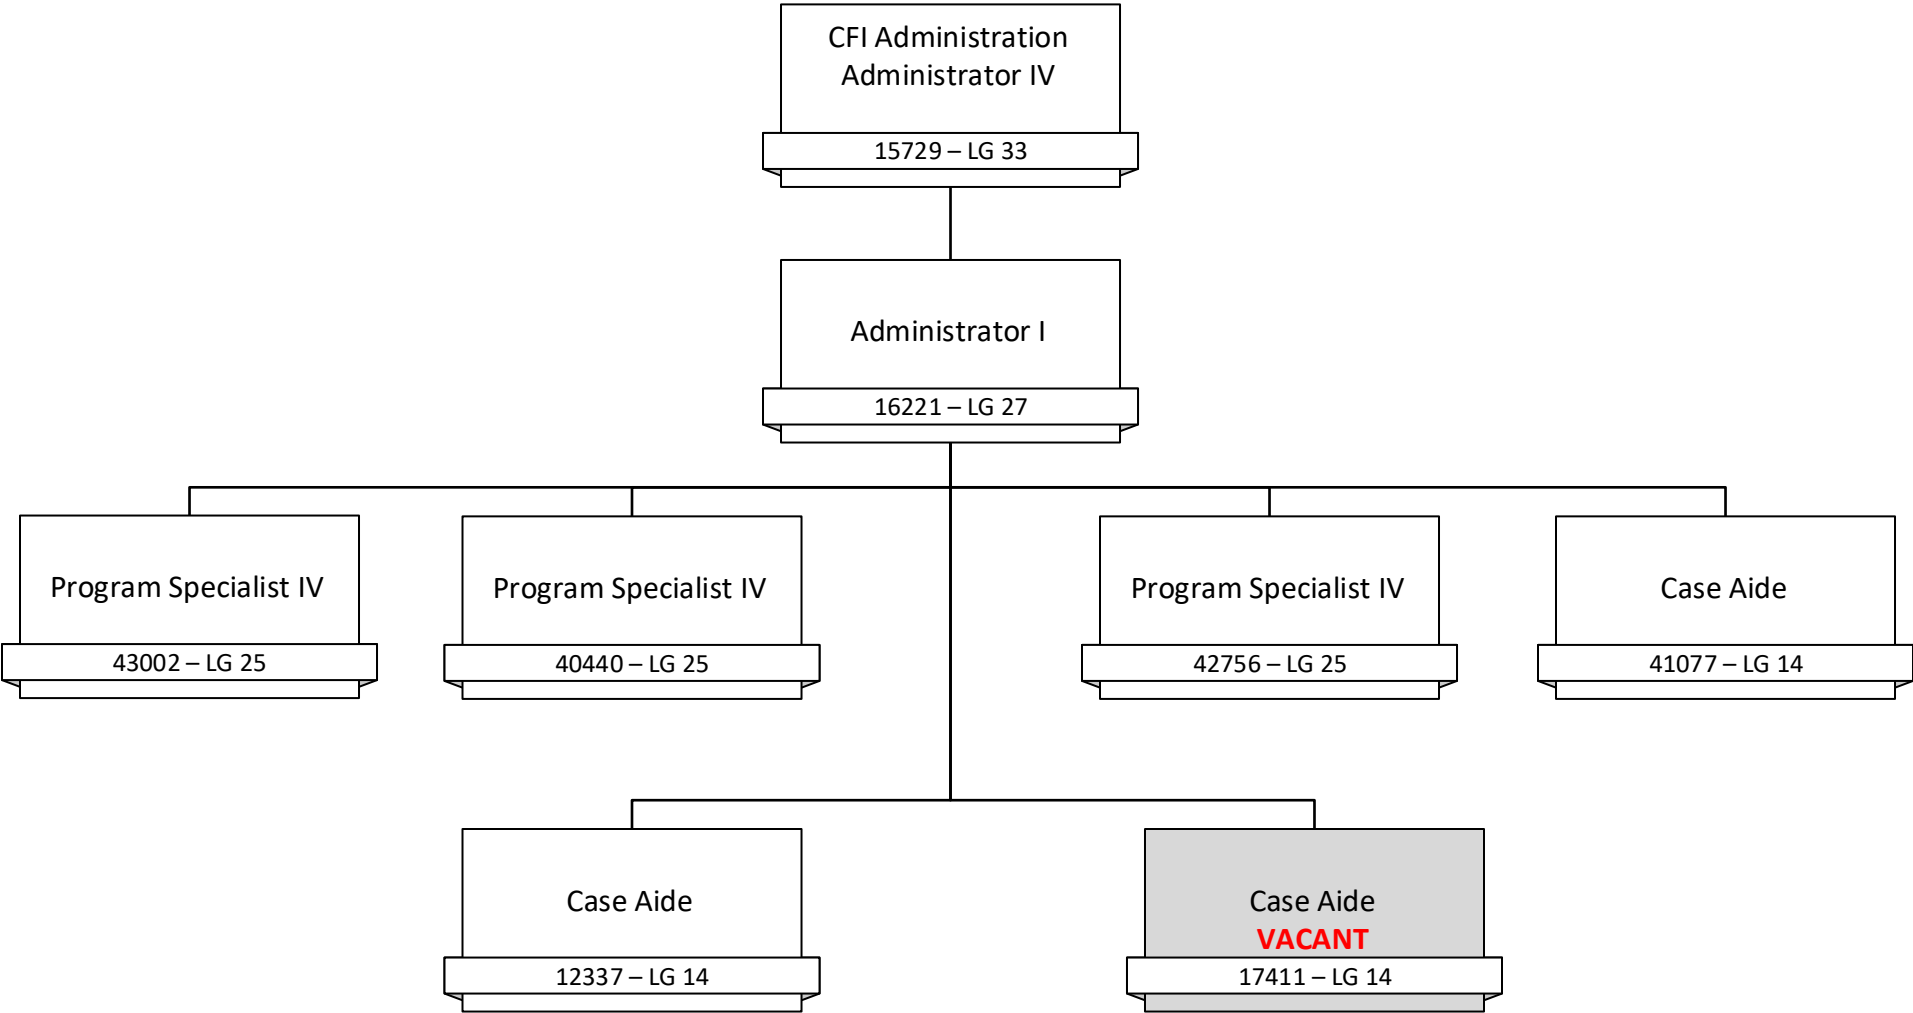 CFI Administration
Administrator IV
15729 – LG 33
Administrator I
16221 – LG 27
Program Specialist IV
43002 – LG 25
Program Specialist IV
40440 – LG 25
Program Specialist IV
42756 – LG 25
Case Aide
41077 – LG 14
Case Aide
12337 – LG 14
Case Aide
VACANT
17411 – LG 14